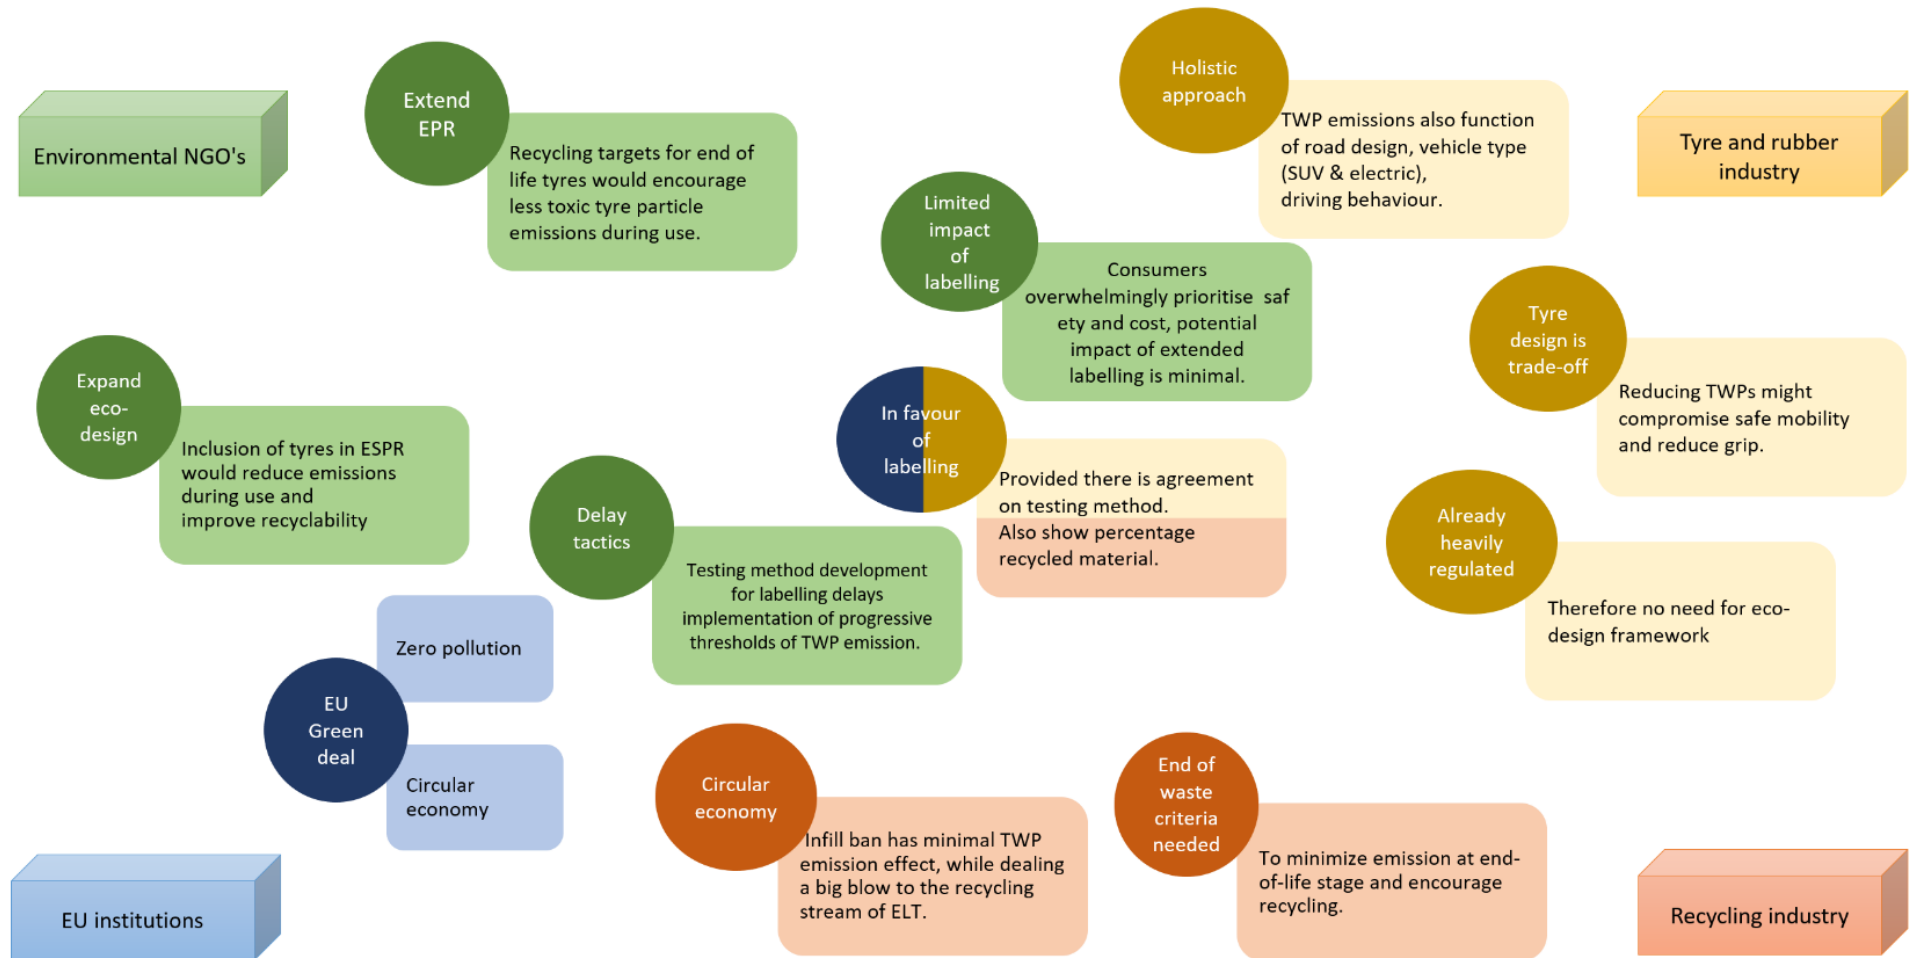 Environmental NGO's
Extend
EPR
Recycling targets for end of
life tyres would encourage
less toxic tyre particle
emissions during use.
Holistic
approach
TWP emissions also function
of road design, vehicle type
(SUV & electric),
driving behaviour.
Tyre and rubber
industry
Limited
impact
of
labelling
Consumers
overwhelmingly prioritise saf
ety and cost, potential
impact of extended
labelling is minimal.
Tyre
design is
trade-off
Reducing TWPs might
compromise safe mobility
and reduce grip.
Expand
eco-
design
Inclusion of tyres in ESPR
would reduce emissions
during use and
improve recyclability
In favour
of
labelling
Provided there is agreement
on testing method.
Also show percentage
recycled material.
Delay
tactics
Testing method development
for labelling delays
implementation of progressive
thresholds of TWP emission.
Already
heavily
regulated
Therefore no need for eco-
design framework
Zero pollution
EU
Green
deal
Circular
economy
Circular
economy
Infill ban has minimal TWP
emission effect, while dealing
a big blow to the recycling
stream of ELT.
End of
waste
criteria
needed
To minimize emission at end-
of-life stage and encourage
recycling.
EU institutions
Recycling industry